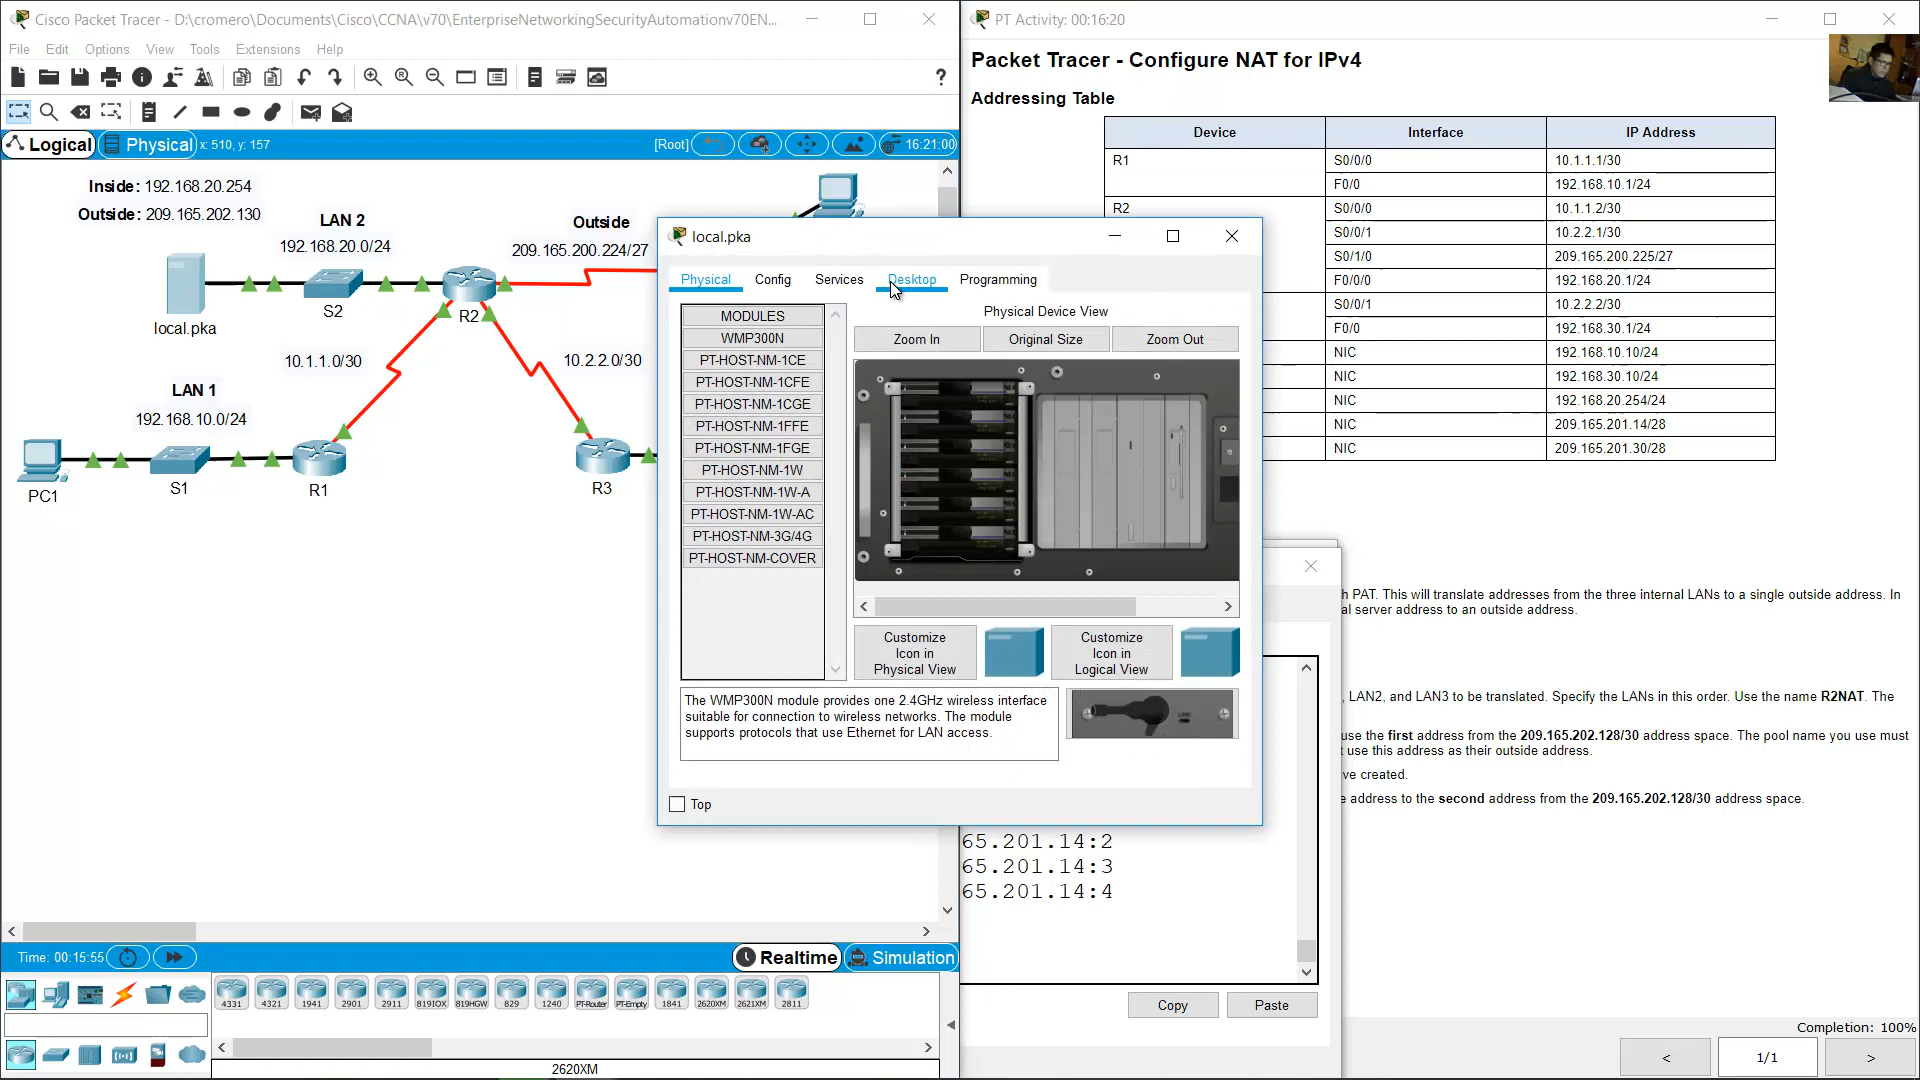 Cisco Packet Tracer - D:\cromero\Documents\Cisco\CCNA\v70\EnterpriseNetworkingSecurityAutomationv70EN...
File Edit Options View Tools Extensions Help
?
Logical Physical x: 510, y: 157 [Root] 16:21:00
Inside: 192.168.20.254
Outside: 209.165.202.130
LAN 2
192.168.20.0/24
Outside
209.165.200.224/27
local.pka
S2
R2
10.1.1.0/30
10.2.2.0/30
LAN 1
192.168.10.0/24
PC1
S1
R1
R3
Time: 00:15:55
Realtime Simulation
4331 4321 1941 2901 2911 819IOX 819HGW 829 1240 PT-Router PT-Empty 1841 2620XM 2621XM 2811
2620XM
local.pka
Physical Config Services Desktop Programming
MODULES
WMP300N
PT-HOST-NM-1CE
PT-HOST-NM-1CFE
PT-HOST-NM-1CGE
PT-HOST-NM-1FFE
PT-HOST-NM-1FGE
PT-HOST-NM-1W
PT-HOST-NM-1W-A
PT-HOST-NM-1W-AC
PT-HOST-NM-3G/4G
PT-HOST-NM-COVER
Physical Device View
Zoom In Original Size Zoom Out
Customize
Icon in
Physical View
Customize
Icon in
Logical View
The WMP300N module provides one 2.4GHz wireless interface
suitable for connection to wireless networks. The module
supports protocols that use Ethernet for LAN access.
Top
PT Activity: 00:16:20
Packet Tracer - Configure NAT for IPv4
Addressing Table
Device Interface IP Address
R1 S0/0/0 10.1.1.1/30
F0/0 192.168.10.1/24
R2 S0/0/0 10.1.1.2/30
S0/0/1 10.2.2.1/30
S0/1/0 209.165.200.225/27
F0/0/0 192.168.20.1/24
S0/0/1 10.2.2.2/30
F0/0 192.168.30.1/24
NIC 192.168.10.10/24
NIC 192.168.30.10/24
NIC 192.168.20.254/24
NIC 209.165.201.14/28
NIC 209.165.201.30/28
h PAT. This will translate addresses from the three internal LANs to a single outside address. In
al server address to an outside address.
, LAN2, and LAN3 to be translated. Specify the LANs in this order. Use the name R2NAT. The
use the first address from the 209.165.202.128/30 address space. The pool name you use must
t use this address as their outside address.
ve created.
e address to the second address from the 209.165.202.128/30 address space.
65.201.14:2
65.201.14:3
65.201.14:4
Copy Paste
Completion: 100%
< 1/1 >